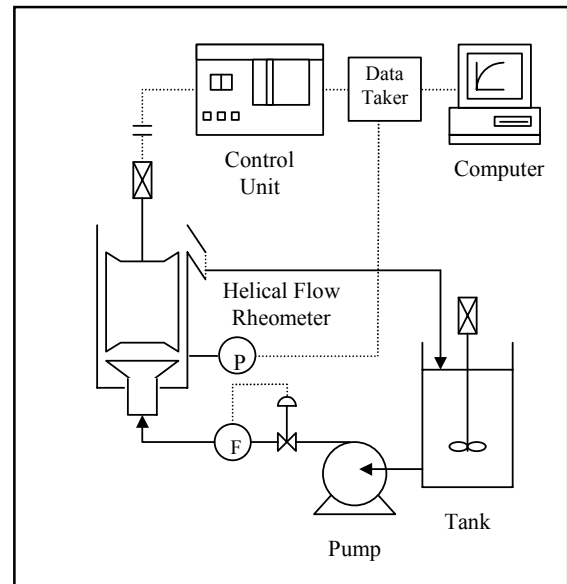 Data
Taker
Control
Unit
Computer
Helical Flow
Rheometer
P
F
Tank
Pump